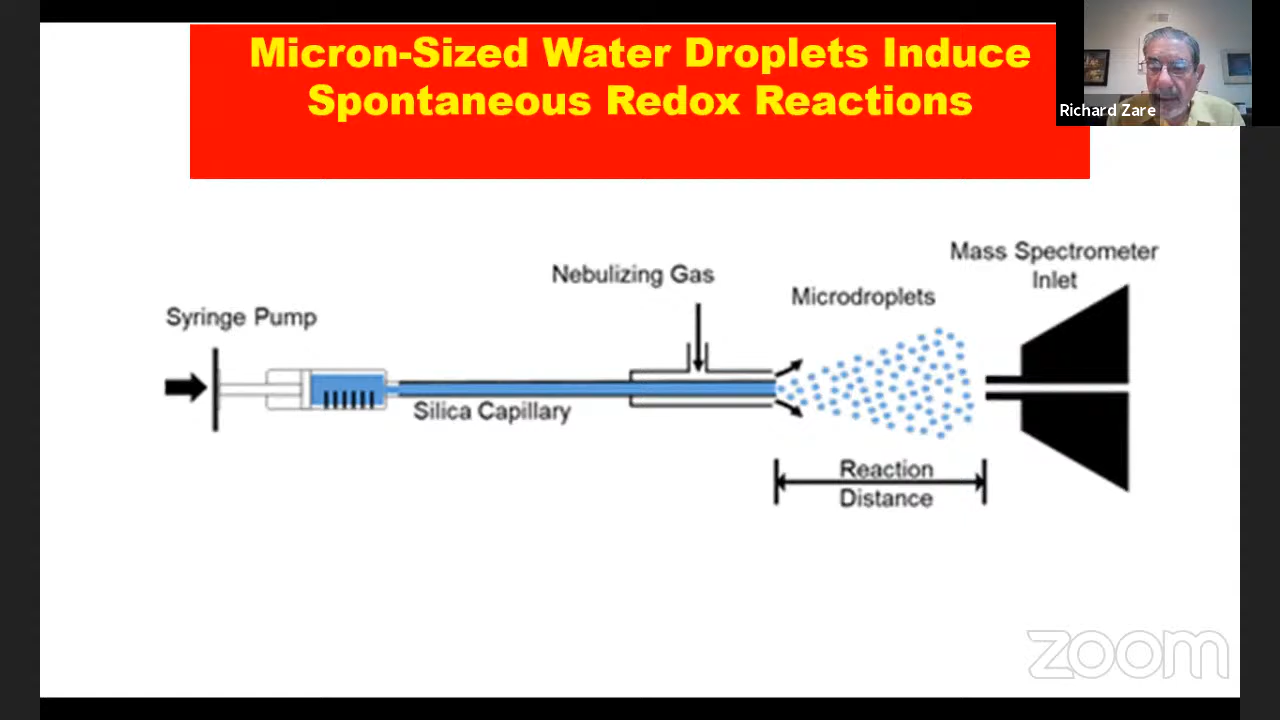 Micron-Sized Water Droplets Induce
Spontaneous Redox Reactions
Richard Zare
Mass Spectrometer
Inlet
Nebulizing Gas
Microdroplets
Syringe Pump
Silica Capillary
Reaction
Distance
zoom